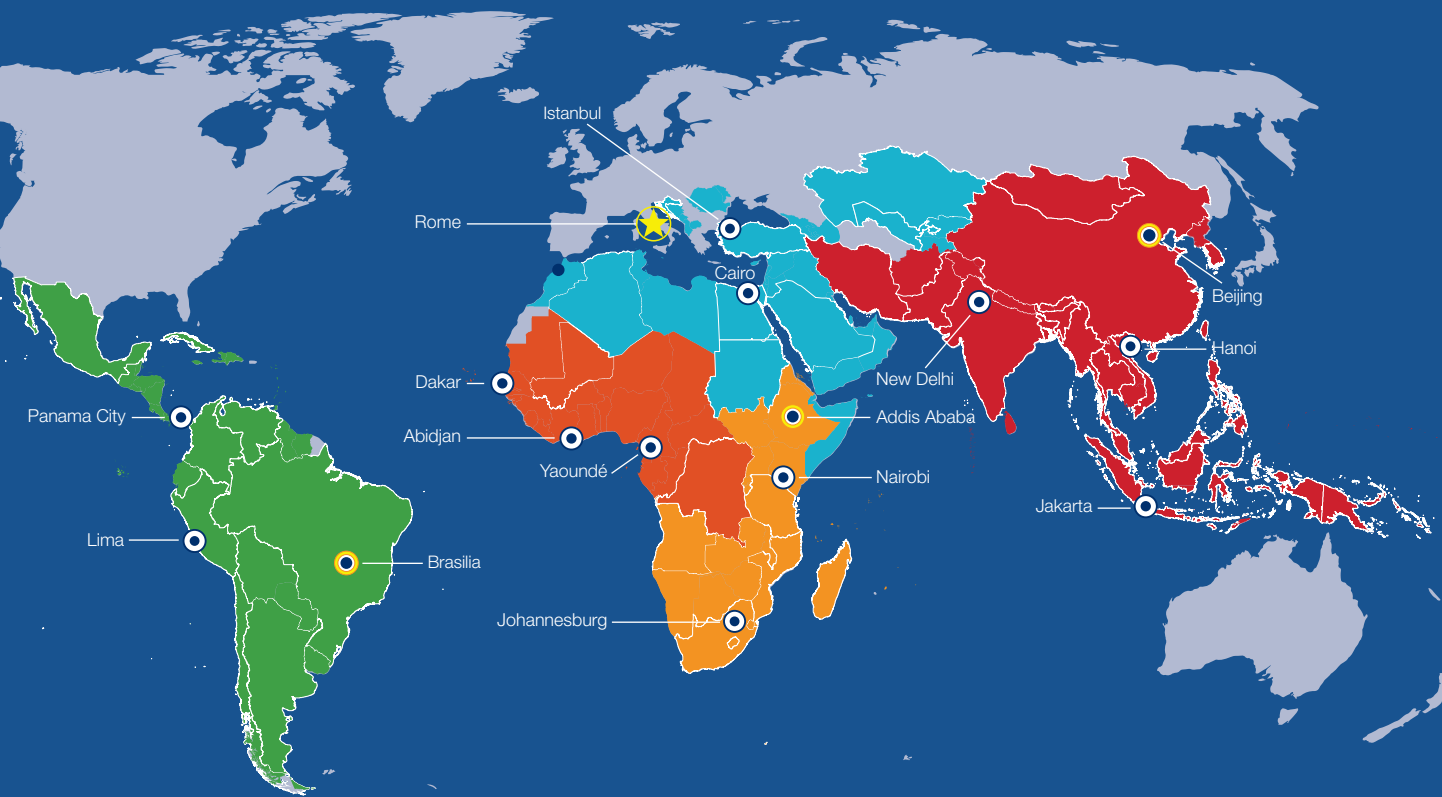 Istanbul
Rome
Cairo
Beijing
Hanoi
New Delhi
Dakar
Panama City
Addis Ababa
Abidjan
Yaoundé
Nairobi
Jakarta
Lima
Brasilia
Johannesburg